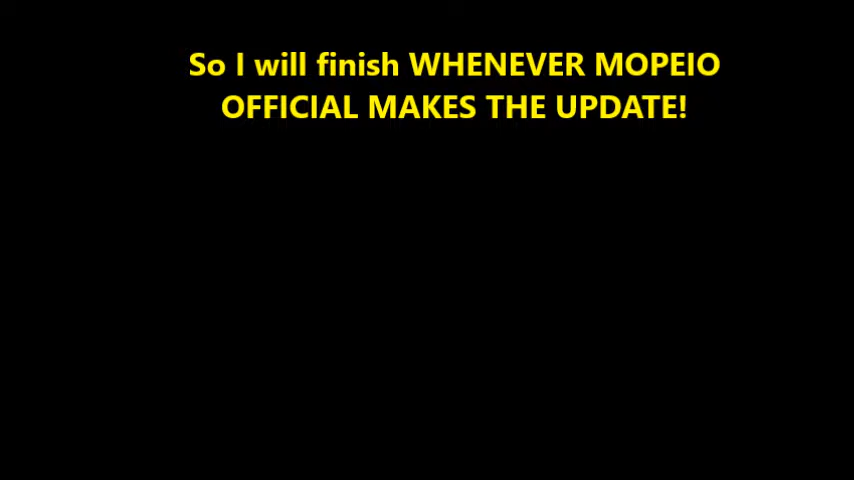 So I will finish WHENEVER MOPEIO
OFFICIAL MAKES THE UPDATE!